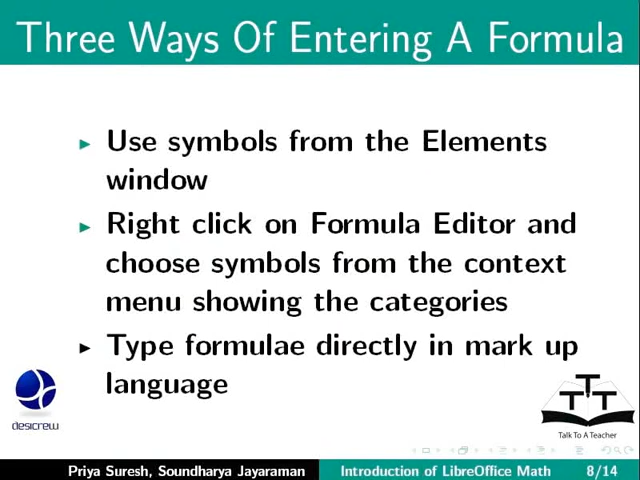 Three Ways Of Entering A Formula
Use symbols from the Elements
window
Right click on Formula Editor and
choose symbols from the context
menu showing the categories
Type formulae directly in mark up
language
desicrew
TTT
Talk To A Teacher
Priya Suresh, Soundharya Jayaraman Introduction of LibreOffice Math 8/14